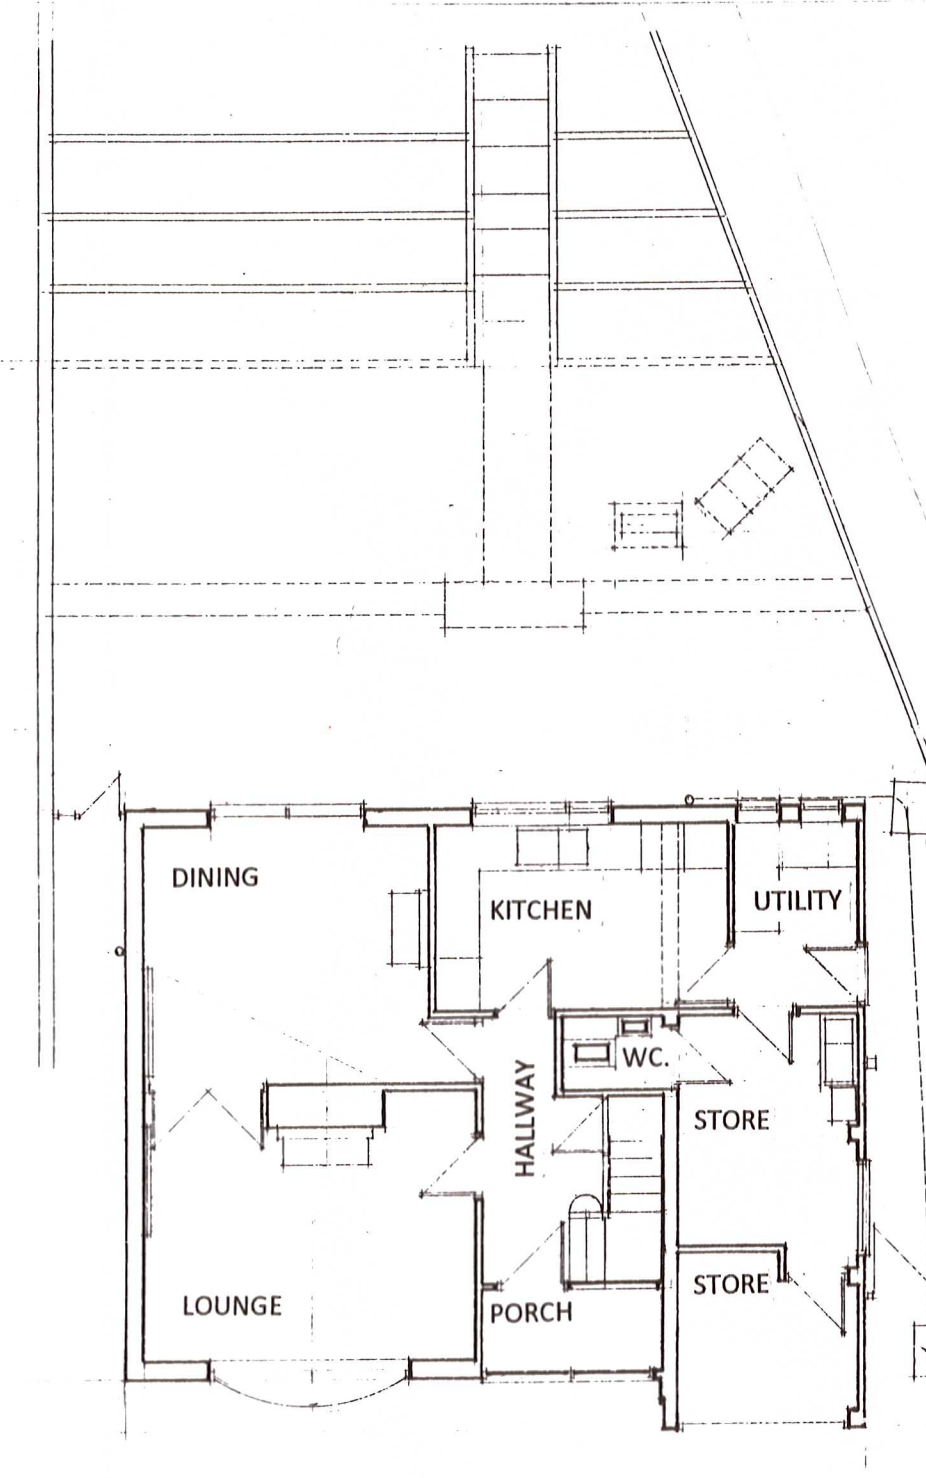 DINING
KITCHEN
UTILITY
WC.
HALLWAY
STORE
STORE
LOUNGE
PORCH